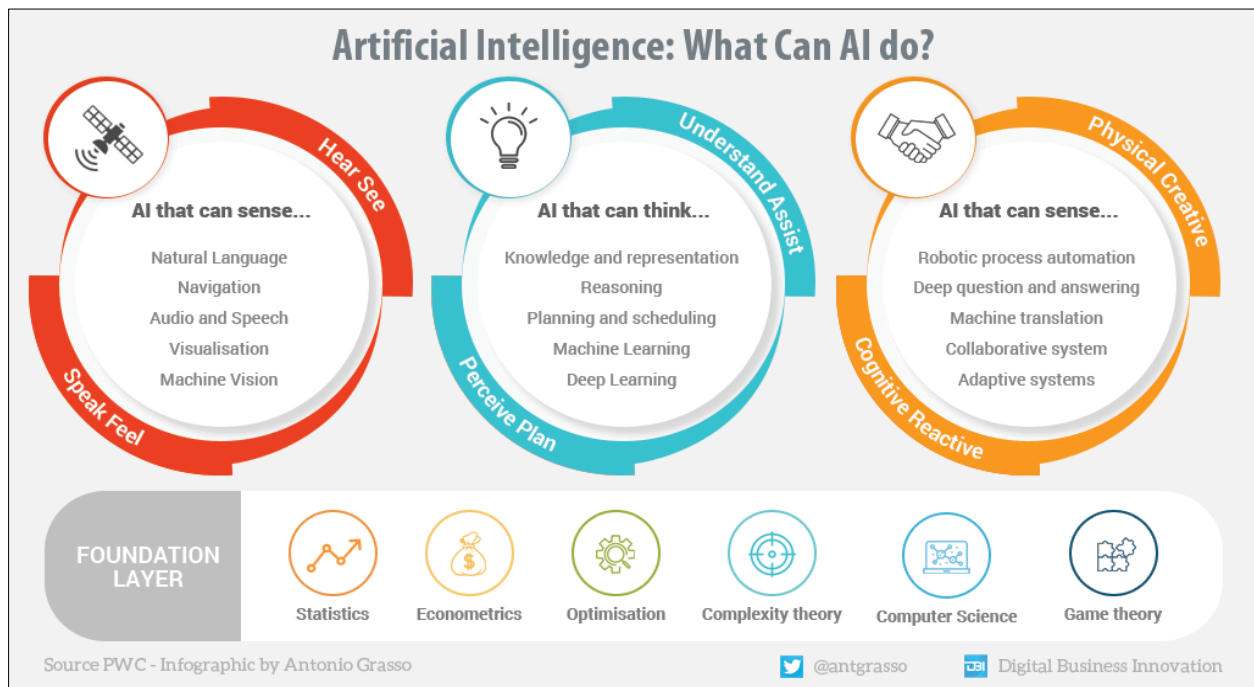 Artificial Intelligence: What Can AI do?
Hear See
AI that can sense...
Natural Language
Navigation
Audio and Speech
Visualisation
Machine Vision
Speak Feel
Understand Assist
AI that can think...
Knowledge and representation
Reasoning
Planning and scheduling
Machine Learning
Deep Learning
Perceive Plan
Physical Creative
AI that can sense...
Robotic process automation
Deep question and answering
Machine translation
Collaborative system
Adaptive systems
Cognitive Reactive
FOUNDATION
LAYER
$
Statistics
Econometrics
Optimisation
Complexity theory
Computer Science
Game theory
Source PWC - Infographic by Antonio Grasso
@antgrasso
DBI
Digital Business Innovation